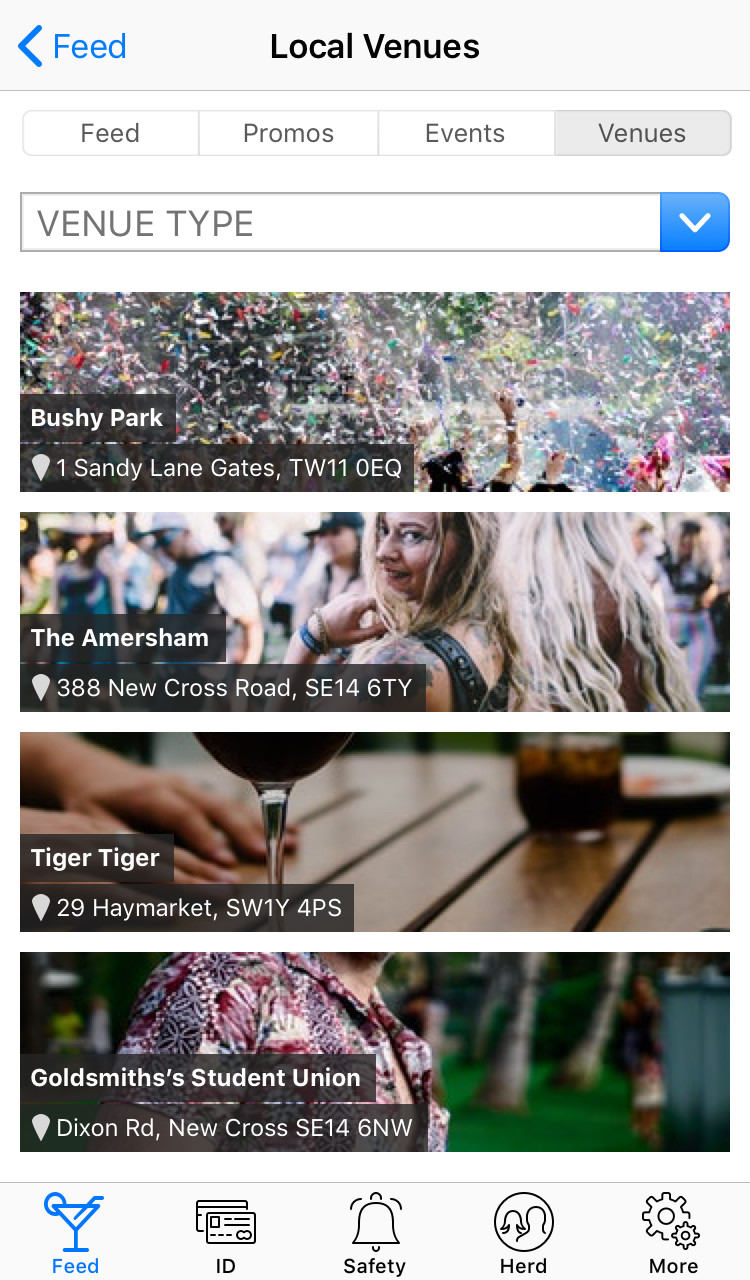 Feed
Local Venues
Feed
Promos
Events
Venues
VENUE TYPE
Bushy Park
1 Sandy Lane Gates, TW11 0EQ
The Amersham
388 New Cross Road, SE14 6TY
Tiger Tiger
29 Haymarket, SW1Y 4PS
Goldsmiths’s Student Union
Dixon Rd, New Cross SE14 6NW
Feed
ID
Safety
Herd
More